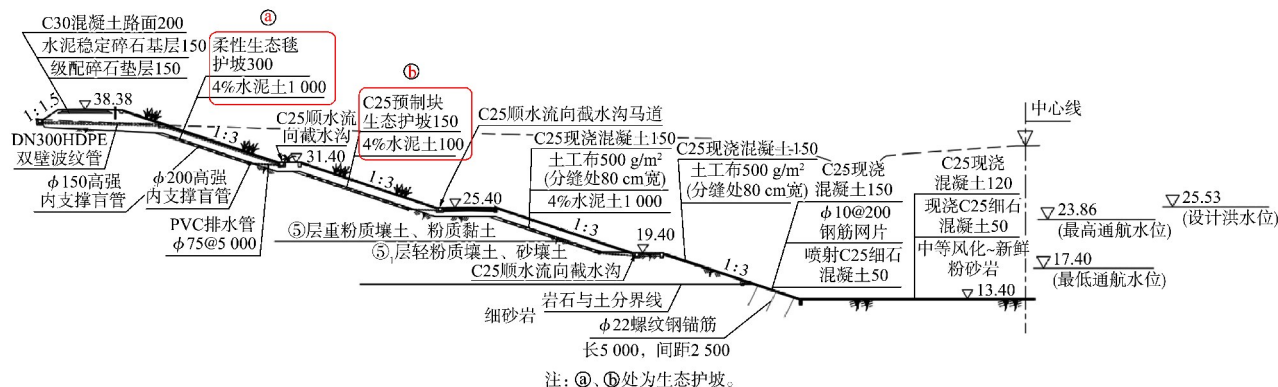 ⓐ
C30混凝土路面200
水泥稳定碎石基层150
级配碎石垫层150
柔性生态毯
护坡300
4%水泥土1 000
ⓑ
C25预制块
生态护坡150
4%水泥土100
1∶1.5
38.38
DN300HDPE
双壁波纹管
φ150高强
内支撑盲管
φ200高强
内支撑盲管
1∶3
C25顺水流
向截水沟
31.40
PVC排水管
φ75@5 000
1∶3
C25顺水流向截水沟马道
25.40
C25现浇混凝土150
土工布500 g/m²
(分缝处80 cm宽)
4%水泥土1 000
⑤层重粉质壤土、粉质黏土
⑤₁层轻粉质壤土、砂壤土
C25顺水流向截水沟
1∶3
19.40
C25现浇混凝土150
土工布500 g/m²
(分缝处80 cm宽)
1∶3
岩石与土分界线
细砂岩
φ22螺纹钢锚筋
长5 000，间距2 500
C25现浇
混凝土150
φ10@200
钢筋网片
喷射C25细石
混凝土50
C25现浇
混凝土120
现浇C25细石
混凝土50
中等风化~新鲜
粉砂岩
13.40
中心线
25.53
(设计洪水位)
23.86
(最高通航水位)
17.40
(最低通航水位)
注：ⓐ、ⓑ处为生态护坡。